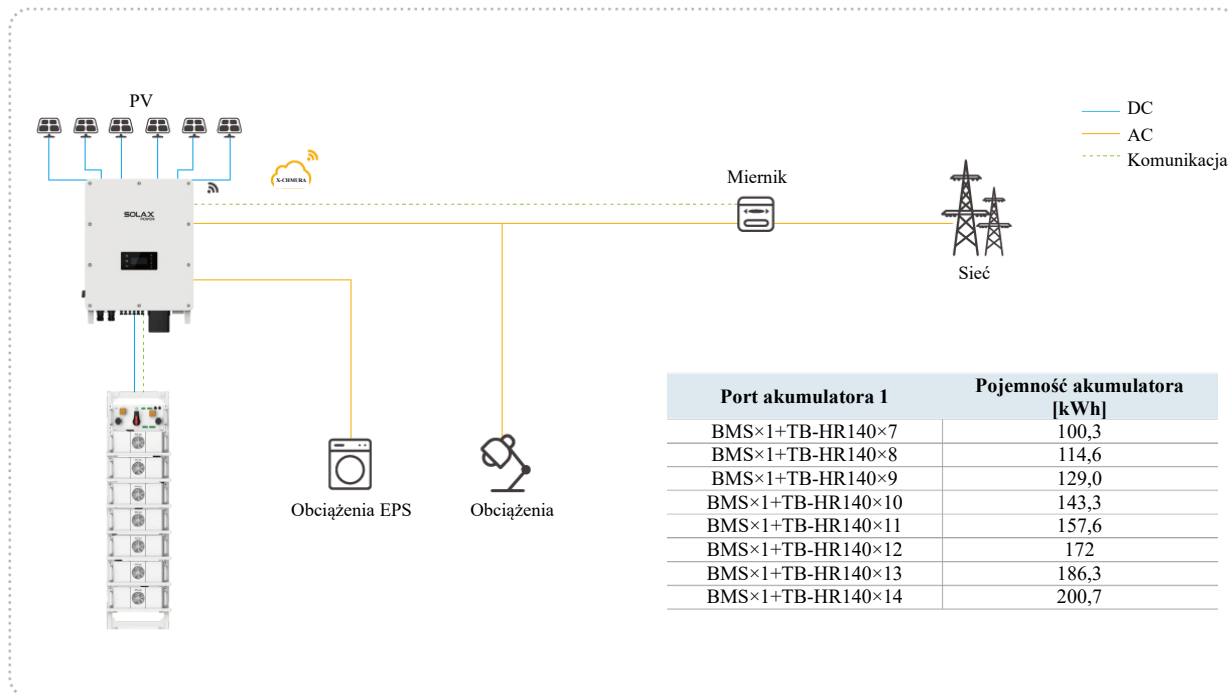 PV
DC
AC
Komunikacja
X-CHMURA
Miernik
SOLAX
POWER
Sieć
Port akumulatora 1 Pojemność akumulatora [kWh]
BMS×1+TB-HR140×7 100,3
BMS×1+TB-HR140×8 114,6
BMS×1+TB-HR140×9 129,0
BMS×1+TB-HR140×10 143,3
BMS×1+TB-HR140×11 157,6
BMS×1+TB-HR140×12 172
BMS×1+TB-HR140×13 186,3
BMS×1+TB-HR140×14 200,7
Obciążenia EPS
Obciążenia